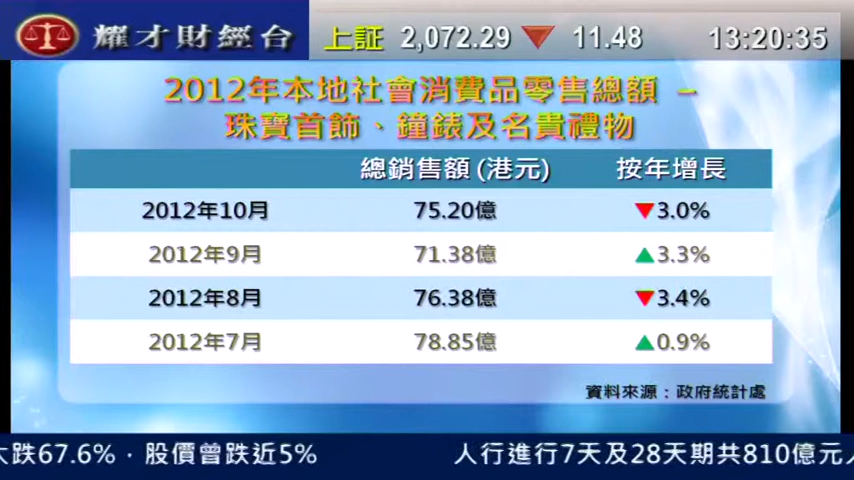 耀才財經台 上証 2,072.29 ▼ 11.48 13:20:35
2012年本地社會消費品零售總額 –
珠寶首飾、鐘錶及名貴禮物
總銷售額(港元) 按年增長
2012年10月 75.20億 ▼3.0%
2012年9月 71.38億 ▲3.3%
2012年8月 76.38億 ▼3.4%
2012年7月 78.85億 ▲0.9%
資料來源：政府統計處
大跌67.6%．股價曾跌近5% 人行進行7天及28天期共810億元